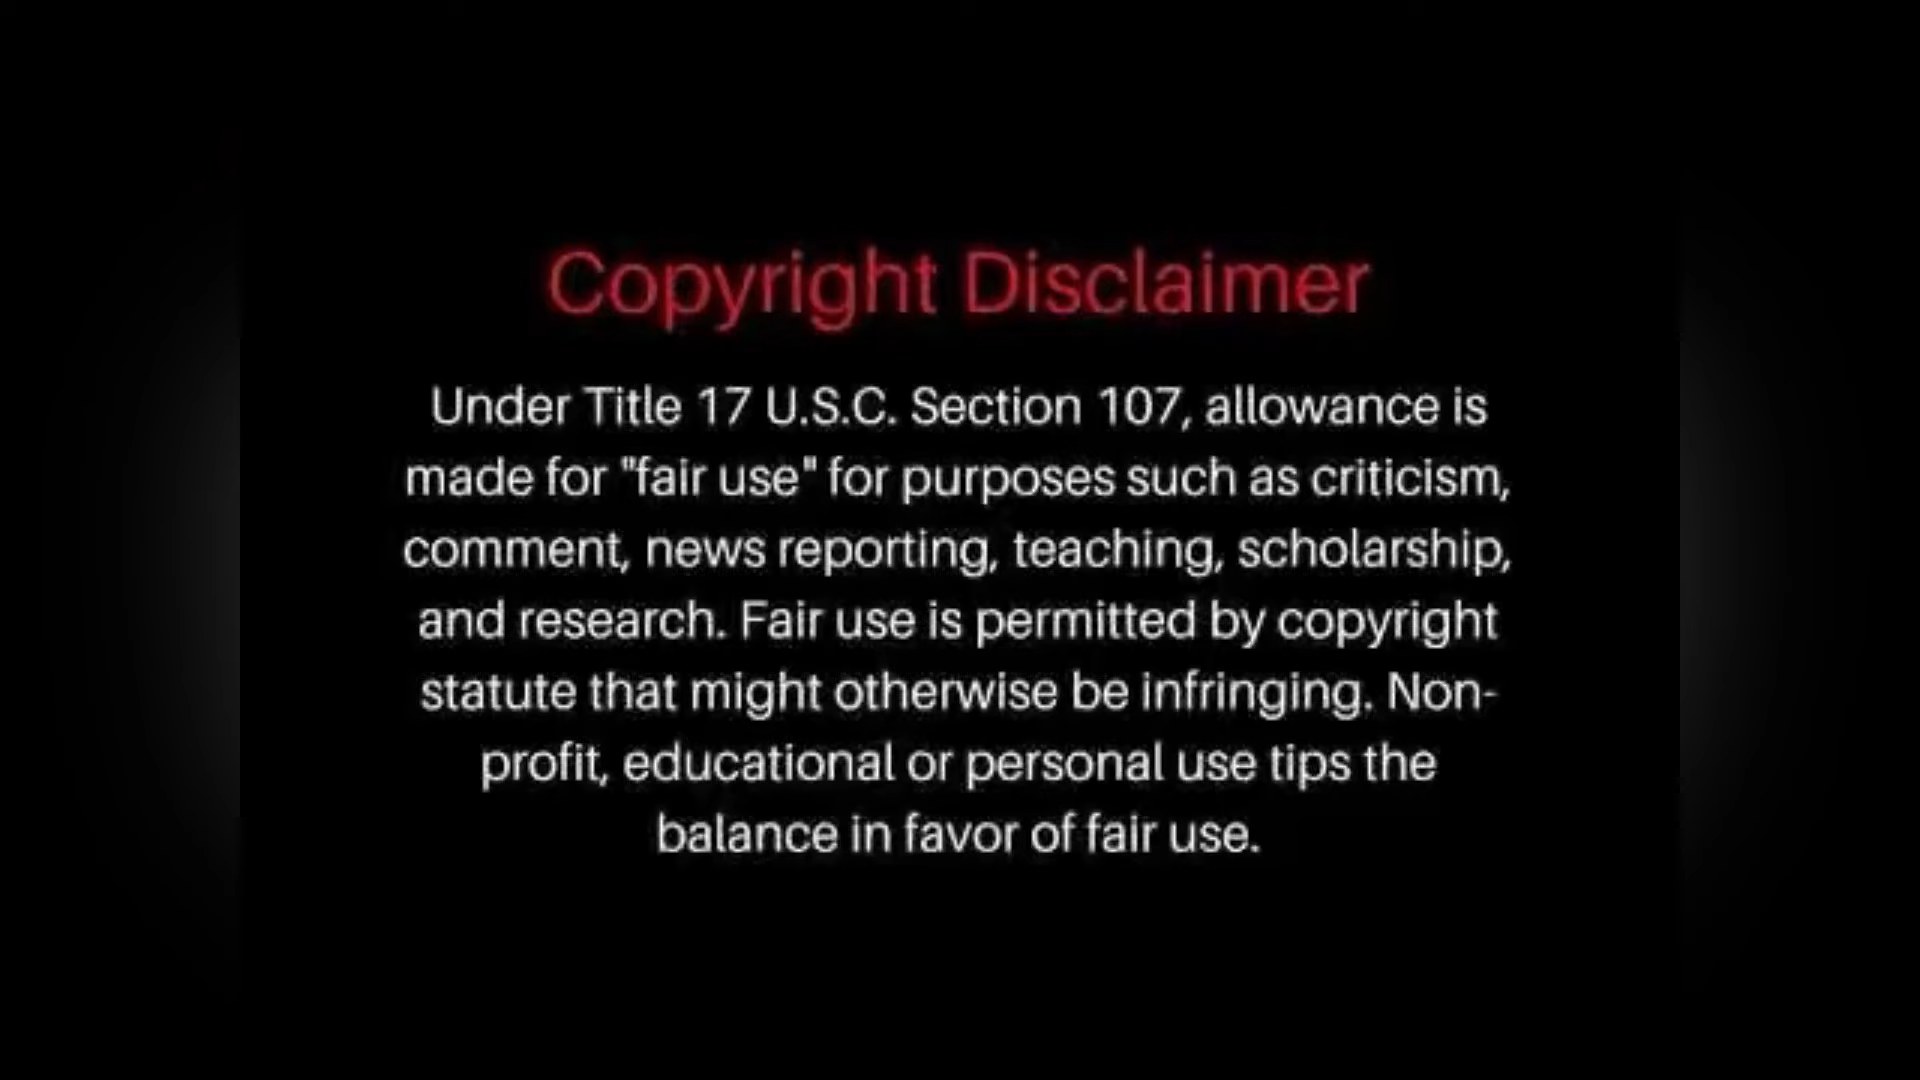 Copyright Disclaimer
Under Title 17 U.S.C. Section 107, allowance is
made for "fair use" for purposes such as criticism,
comment, news reporting, teaching, scholarship,
and research. Fair use is permitted by copyright
statute that might otherwise be infringing. Non-
profit, educational or personal use tips the
balance in favor of fair use.